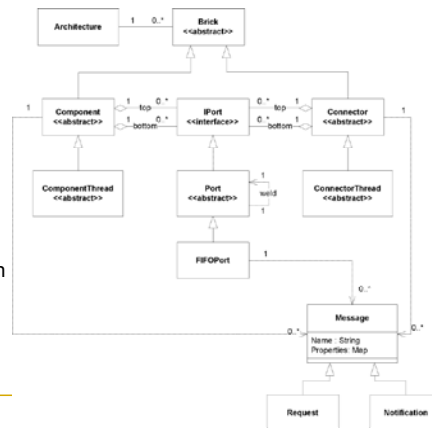 Architecture
1
0..*
Brick
<<abstract>>
1
Component
<<abstract>>
1
top
0..*
1
bottom
0..*
IPort
<<interface>>
0..*
top
1
0..*
bottom
1
Connector
<<abstract>>
1
ComponentThread
<<abstract>>
Port
<<abstract>>
1
weld
1
ConnectorThread
<<abstract>>
FIFOPort
1
n
0..*
Message
0..*
0..*
Name : String
Properties: Map
Request
Notification